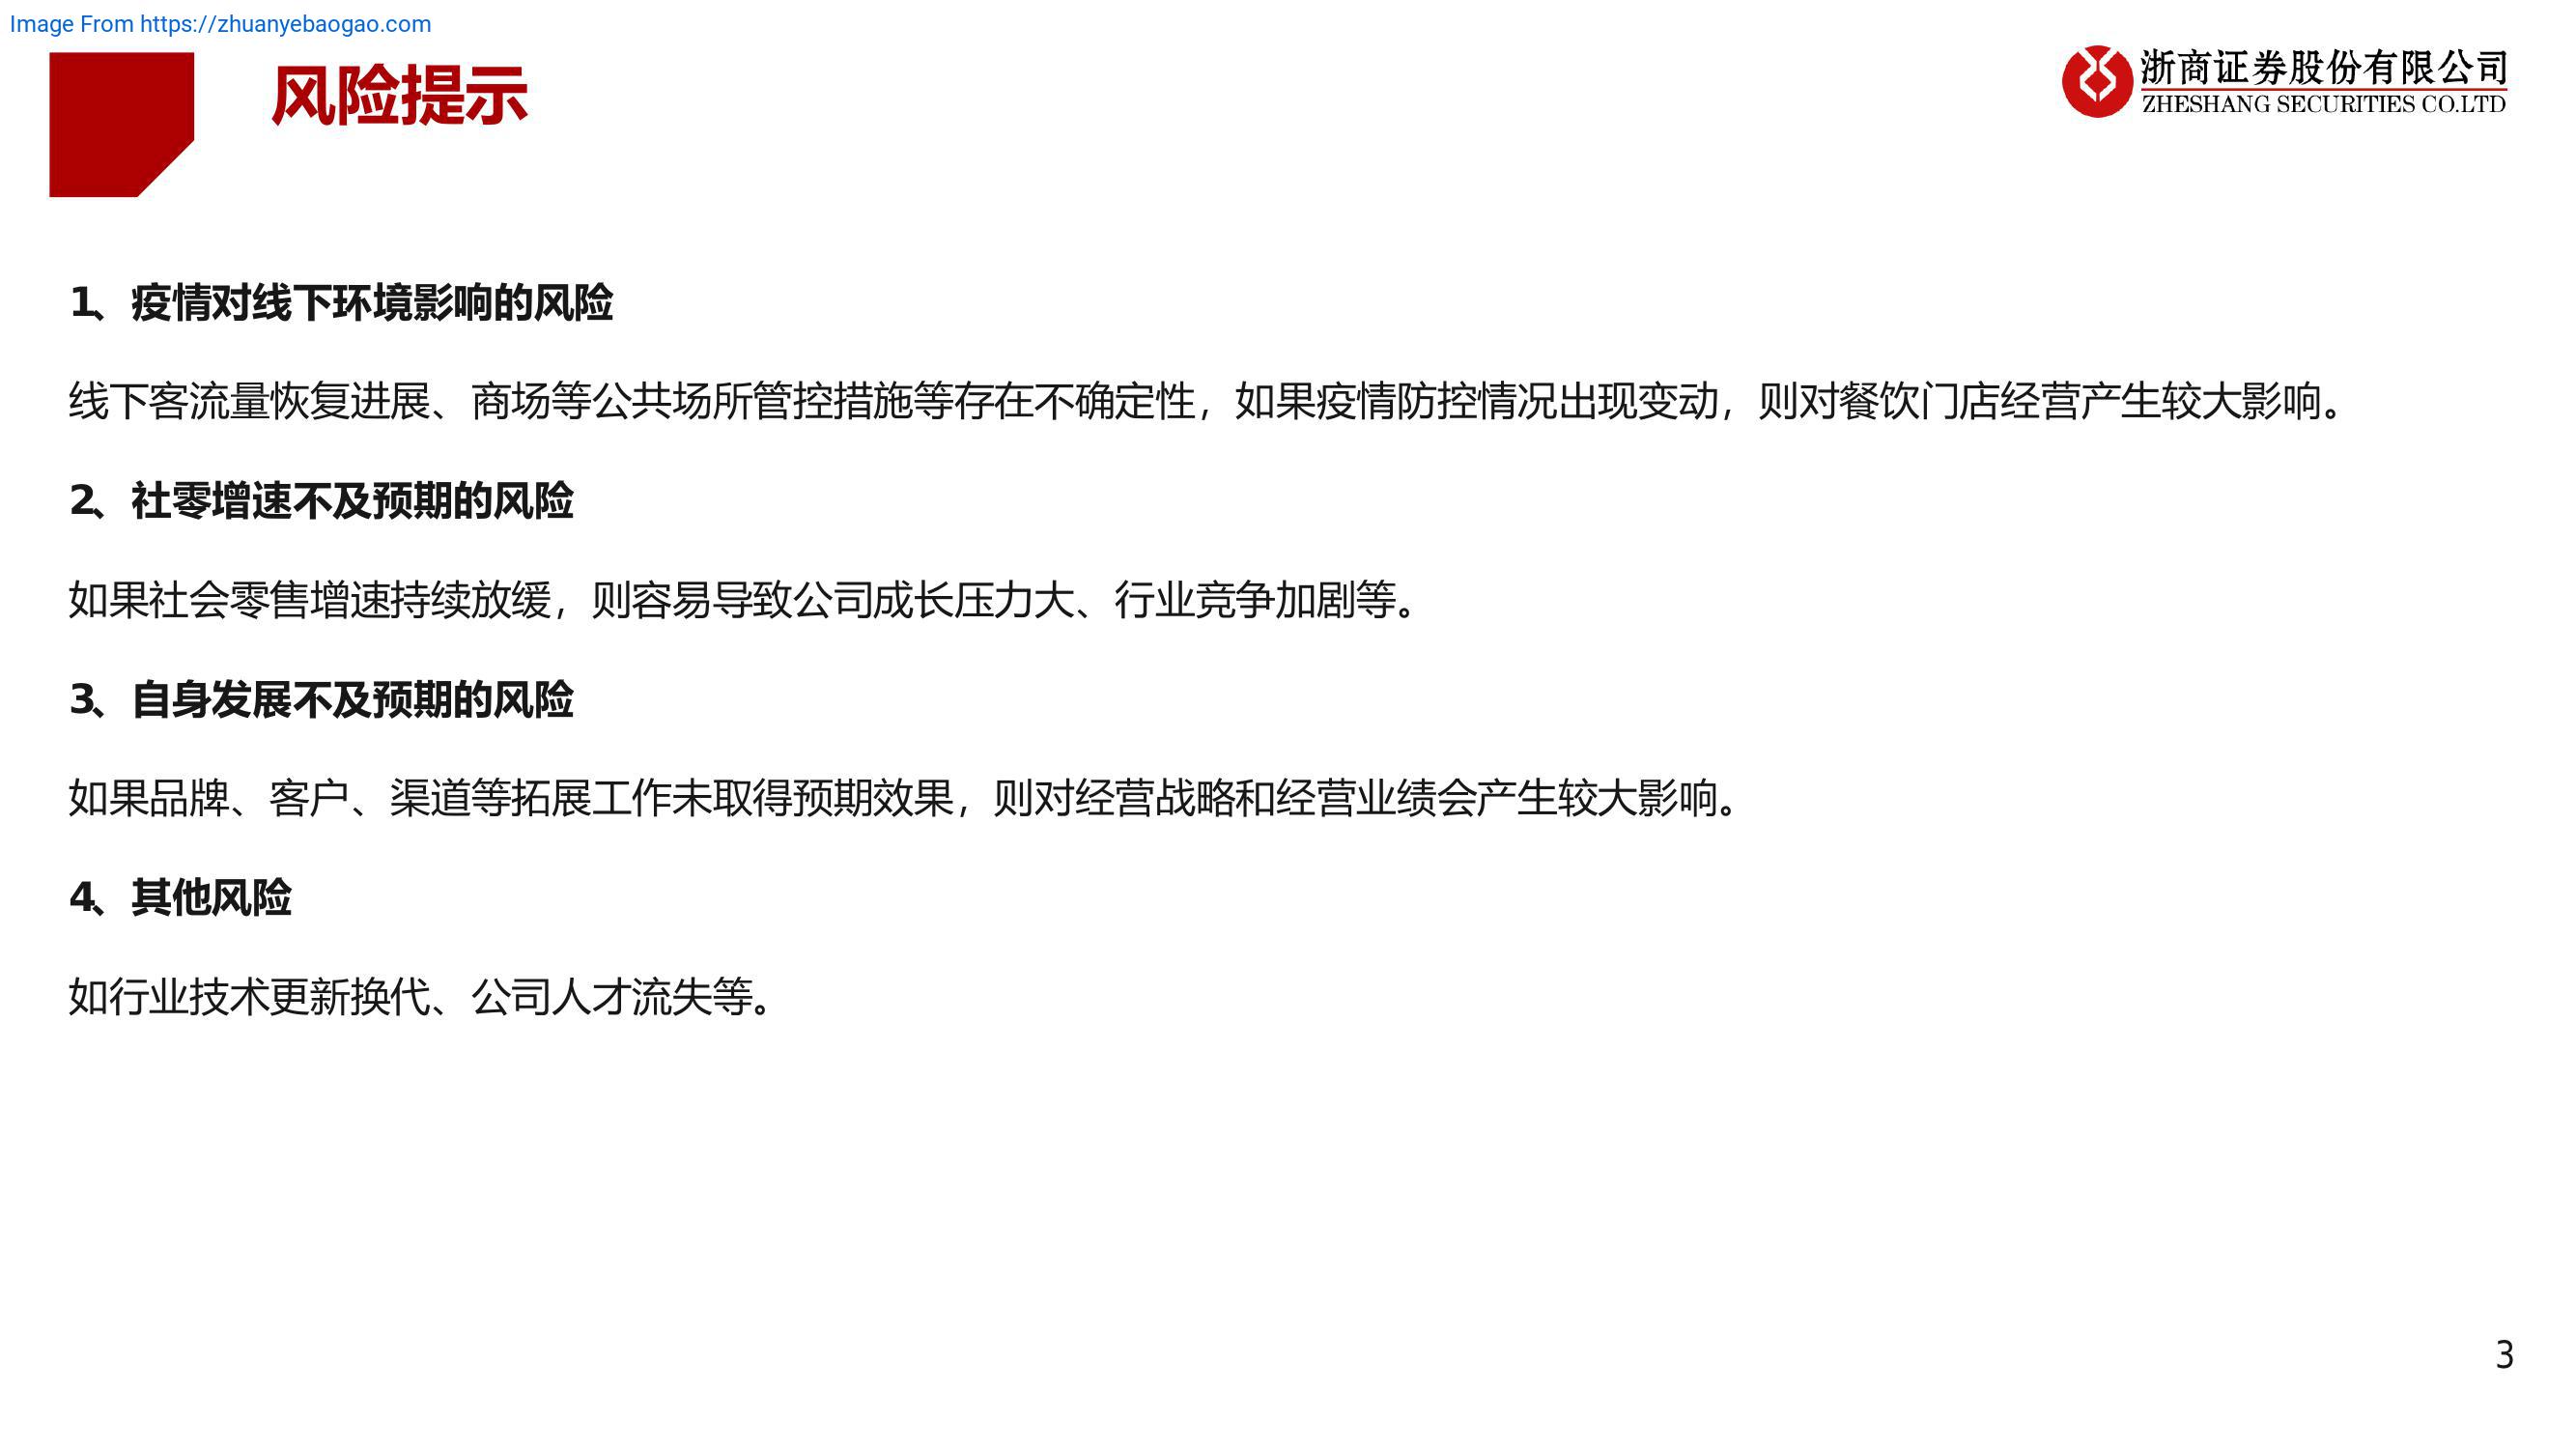 Image From https://zhuanyebaogao.com
风险提示
浙商证券股份有限公司
ZHESHANG SECURITIES CO.LTD
1、疫情对线下环境影响的风险
线下客流量恢复进展、商场等公共场所管控措施等存在不确定性，如果疫情防控情况出现变动，则对餐饮门店经营产生较大影响。
2、社零增速不及预期的风险
如果社会零售增速持续放缓，则容易导致公司成长压力大、行业竞争加剧等。
3、自身发展不及预期的风险
如果品牌、客户、渠道等拓展工作未取得预期效果，则对经营战略和经营业绩会产生较大影响。
4、其他风险
如行业技术更新换代、公司人才流失等。
3